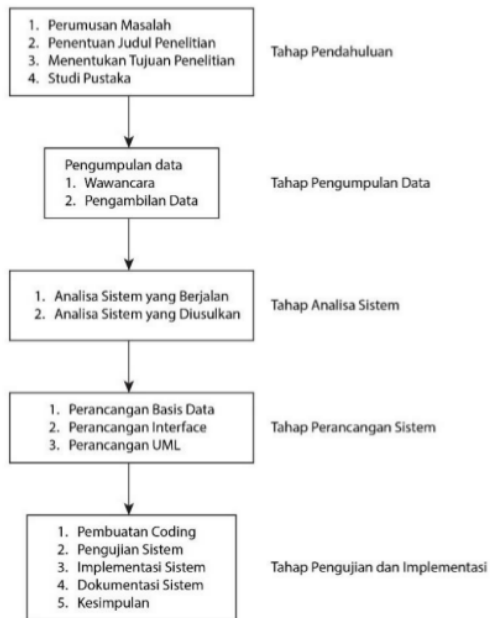 1. Perumusan Masalah
2. Penentuan Judul Penelitian
3. Menentukan Tujuan Penelitian
4. Studi Pustaka
Tahap Pendahuluan
Pengumpulan data
1. Wawancara
2. Pengambilan Data
Tahap Pengumpulan Data
1. Analisa Sistem yang Berjalan
2. Analisa Sistem yang Diusulkan
Tahap Analisa Sistem
1. Perancangan Basis Data
2. Perancangan Interface
3. Perancangan UML
Tahap Perancangan Sistem
1. Pembuatan Coding
2. Pengujian Sistem
3. Implementasi Sistem
4. Dokumentasi Sistem
5. Kesimpulan
Tahap Pengujian dan Implementasi